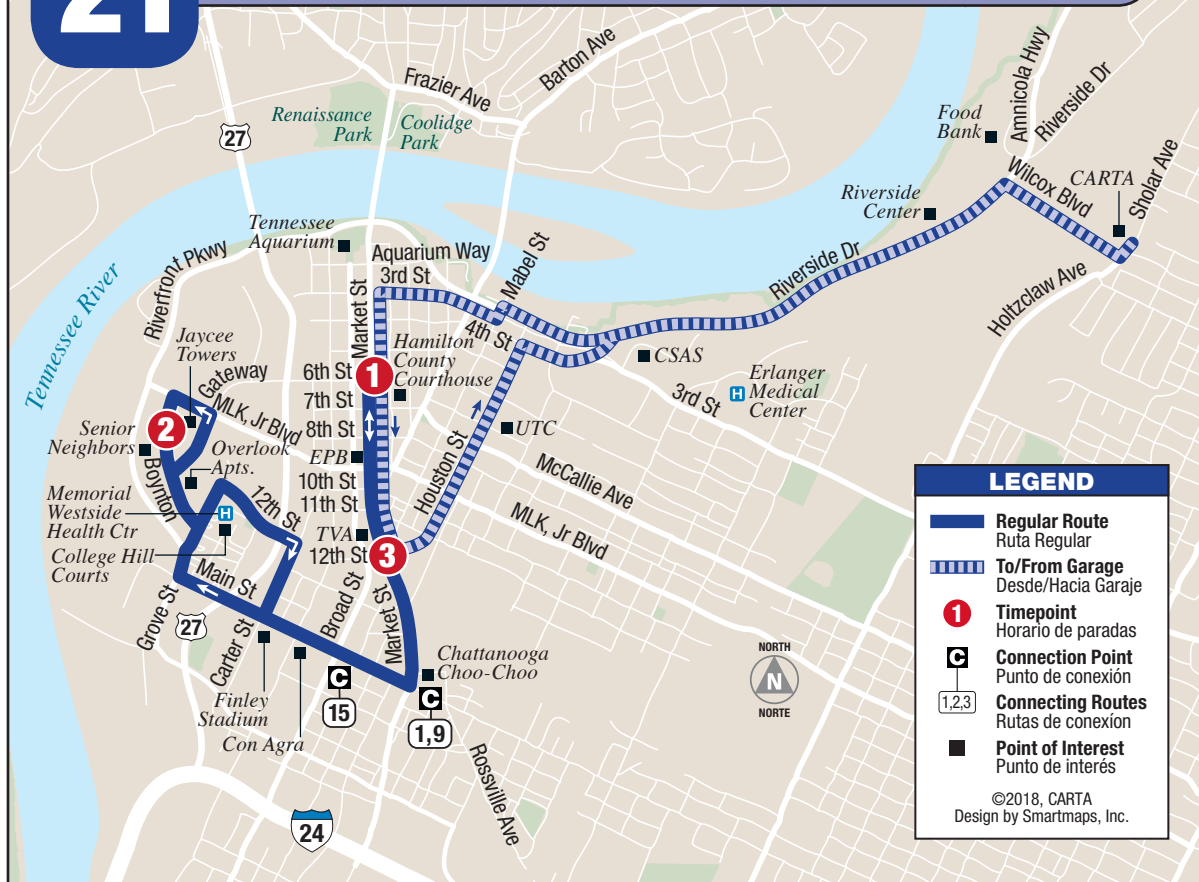 21
Frazier Ave
Barton Ave
Amnicola Hwy
Riverside Dr
Renaissance
Park
Coolidge
Park
27
Food
Bank
Wilcox Blvd
CARTA
Sholar Ave
Riverside
Center
Tennessee
Aquarium
Aquarium Way
3rd St
Mabel St
Riverside Dr
Holtzclaw Ave
Riverfront Pkwy
Tennessee River
Market St
4th St
Jaycee
Towers
Gateway
6th St
1
Hamilton
County
Courthouse
7th St
CSAS
3rd St
H
Erlanger
Medical
Center
MLK, Jr Blvd
8th St
2
Senior
Neighbors
Overlook
Apts.
EPB
UTC
10th St
11th St
Houston St
McCallie Ave
MLK, Jr Blvd
Boynton
Memorial
Westside
Health Ctr
H
12th St
College Hill
Courts
TVA
12th St
3
Main St
Grove St
27
Carter St
Broad St
Market St
Chattanooga
Choo-Choo
Finley
Stadium
Con Agra
C
15
C
1,9
Rossville Ave
24
NORTH
N
NORTE
LEGEND
Regular Route
Ruta Regular
To/From Garage
Desde/Hacia Garaje
1
Timepoint
Horario de paradas
C
Connection Point
Punto de conexión
1,2,3
Connecting Routes
Rutas de conexíon
Point of Interest
Punto de interés
©2018, CARTA
Design by Smartmaps, Inc.